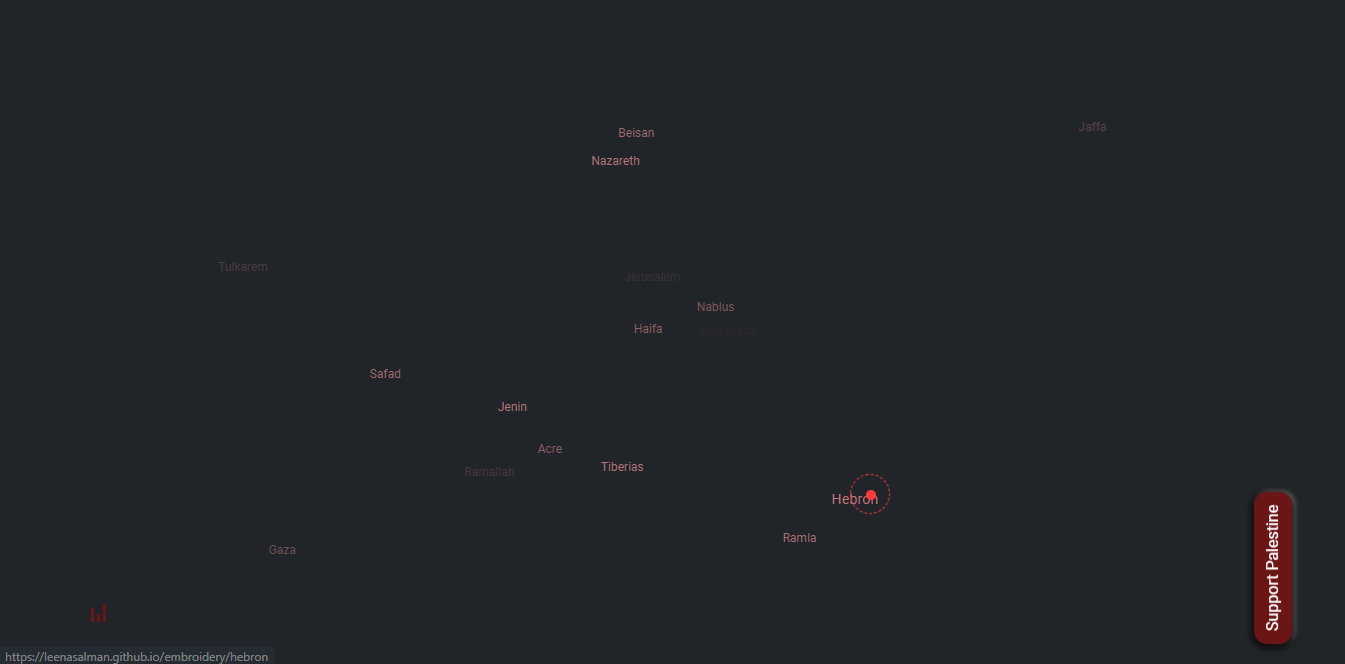 Jaffa
Beisan
Nazareth
Tulkarem
Jerusalem
Nablus
Haifa
Beersheba
Safad
Jenin
Acre
Tiberias
Ramallah
Hebron
Ramla
Gaza
Support Palestine
https://leenasalman.github.io/embroidery/hebron